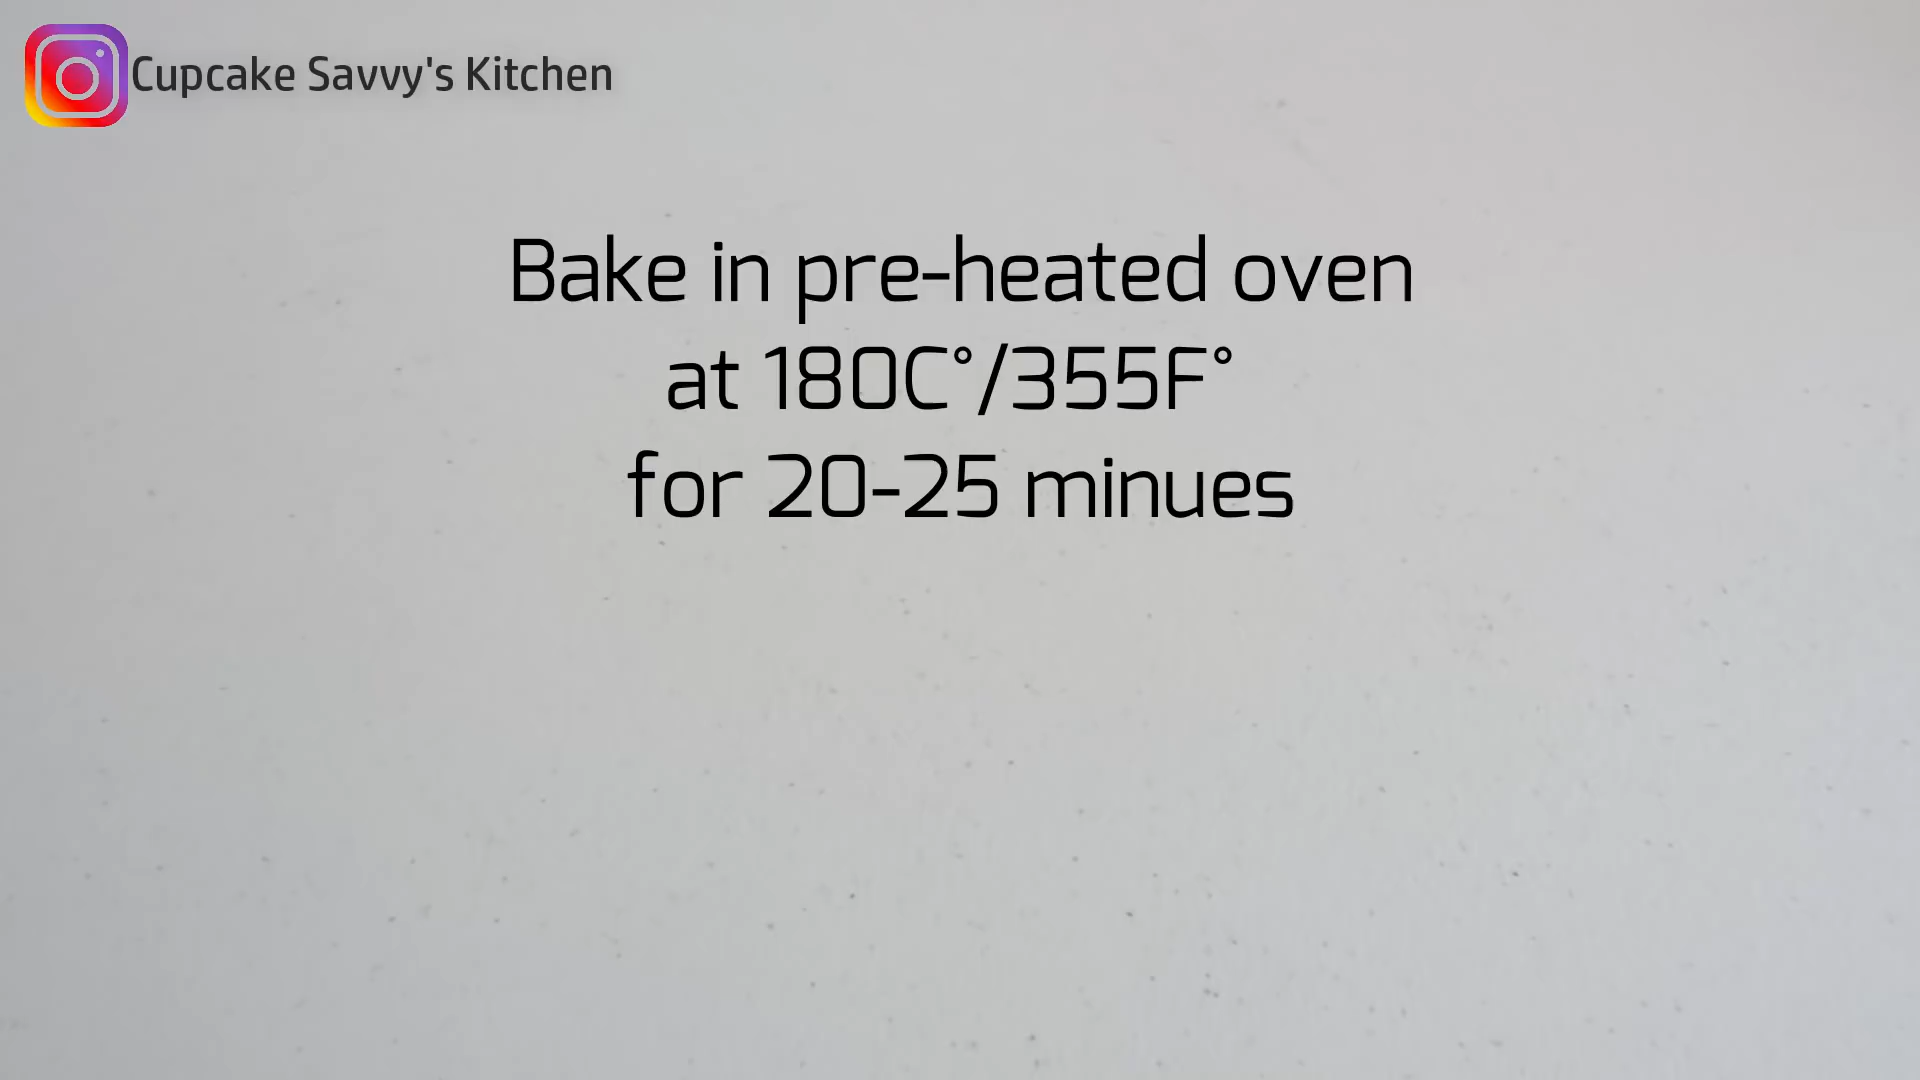 Cupcake Savvy's Kitchen
Bake in pre-heated oven
at 180C°/355F°
for 20-25 minues